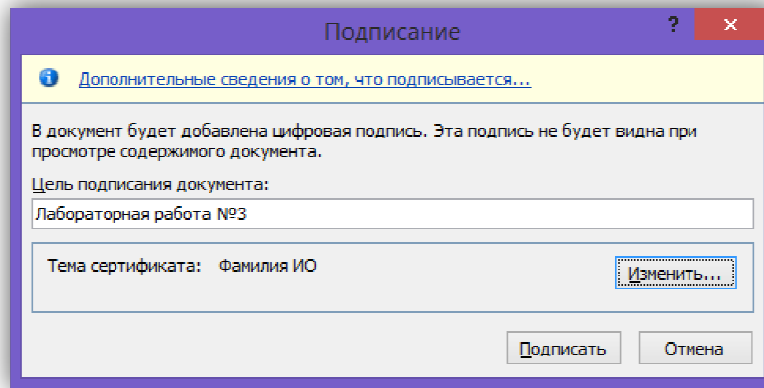 Подписание
?
Дополнительные сведения о том, что подписывается...
В документ будет добавлена цифровая подпись. Эта подпись не будет видна при
просмотре содержимого документа.
Цель подписания документа:
Лабораторная работа №3
Тема сертификата: Фамилия ИО
Изменить...
Подписать Отмена